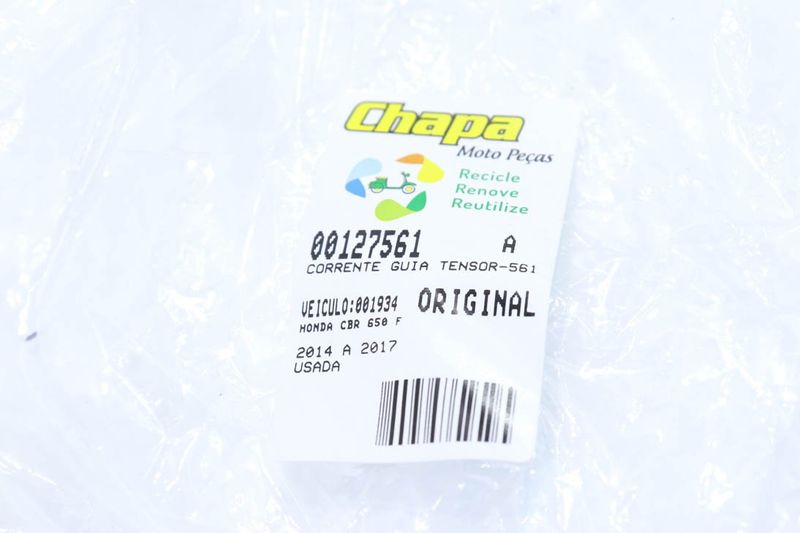 Chapa
Moto Peças
Recicle
Renove
Reutilize
00127561 A
CORRENTE GUIA TENSOR-561
VEICULO:001934 ORIGINAL
HONDA CBR 650 F
2014 A 2017
USADA